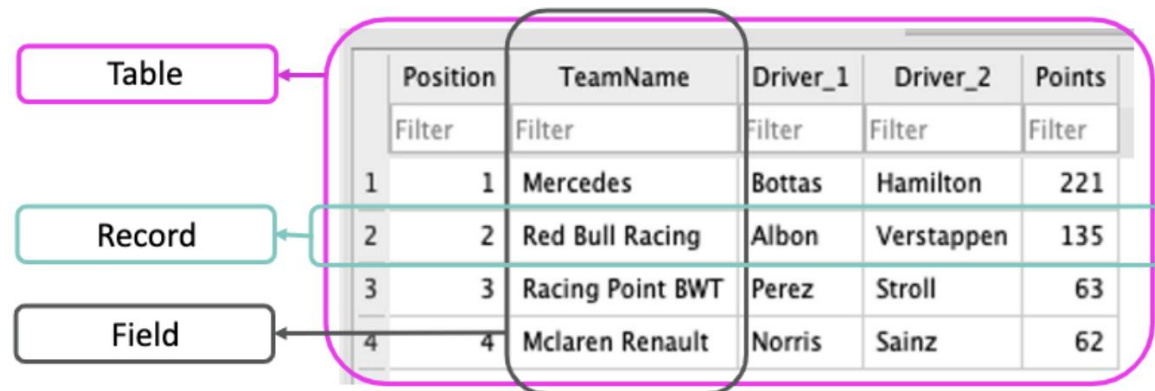 Table
Position TeamName Driver_1 Driver_2 Points
Filter Filter Filter Filter Filter
1 1 Mercedes Bottas Hamilton 221
Record
2 2 Red Bull Racing Albon Verstappen 135
3 3 Racing Point BWT Perez Stroll 63
Field
4 4 Mclaren Renault Norris Sainz 62